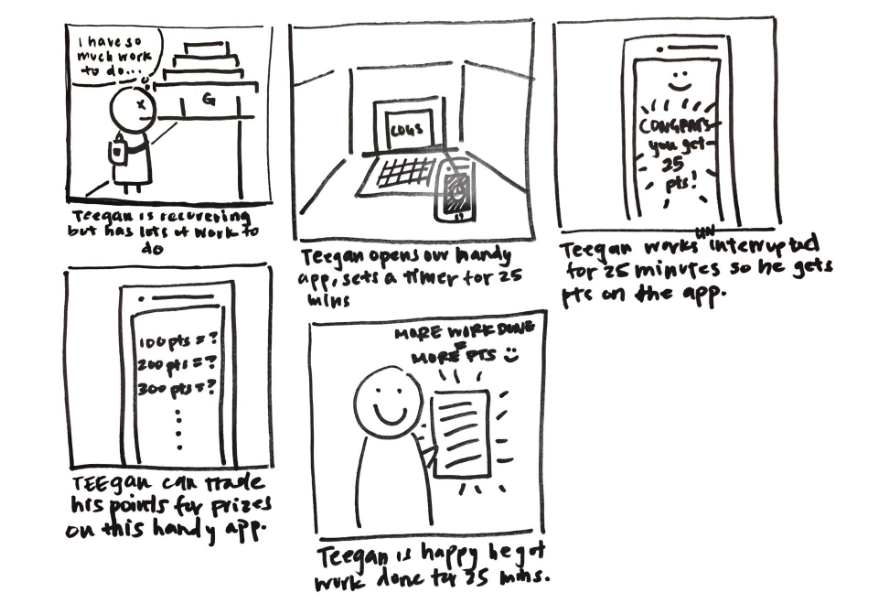 I have so
much work
to do...
G
Teegan is recovering
but has lots of work to
do
COGS
Teegan opens our handy
app, sets a timer for 25
mins
CONGRATS
you get
25
pts!
Teegan works uninterrupted
for 25 minutes so he gets
pts on the app.
100 pts = ?
200 pts = ?
300 pts = ?
TEEgan can trade
his points for prizes
on this handy app.
MORE WORK DONE
=
MORE PTS
Teegan is happy he got
work done for 25 mins.